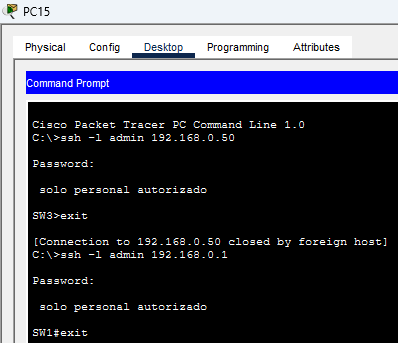 PC15
Physical Config Desktop Programming Attributes
Command Prompt
Cisco Packet Tracer PC Command Line 1.0
C:\>ssh -l admin 192.168.0.50
Password:
solo personal autorizado
SW3>exit
[Connection to 192.168.0.50 closed by foreign host]
C:\>ssh -l admin 192.168.0.1
Password:
solo personal autorizado
SW1#exit